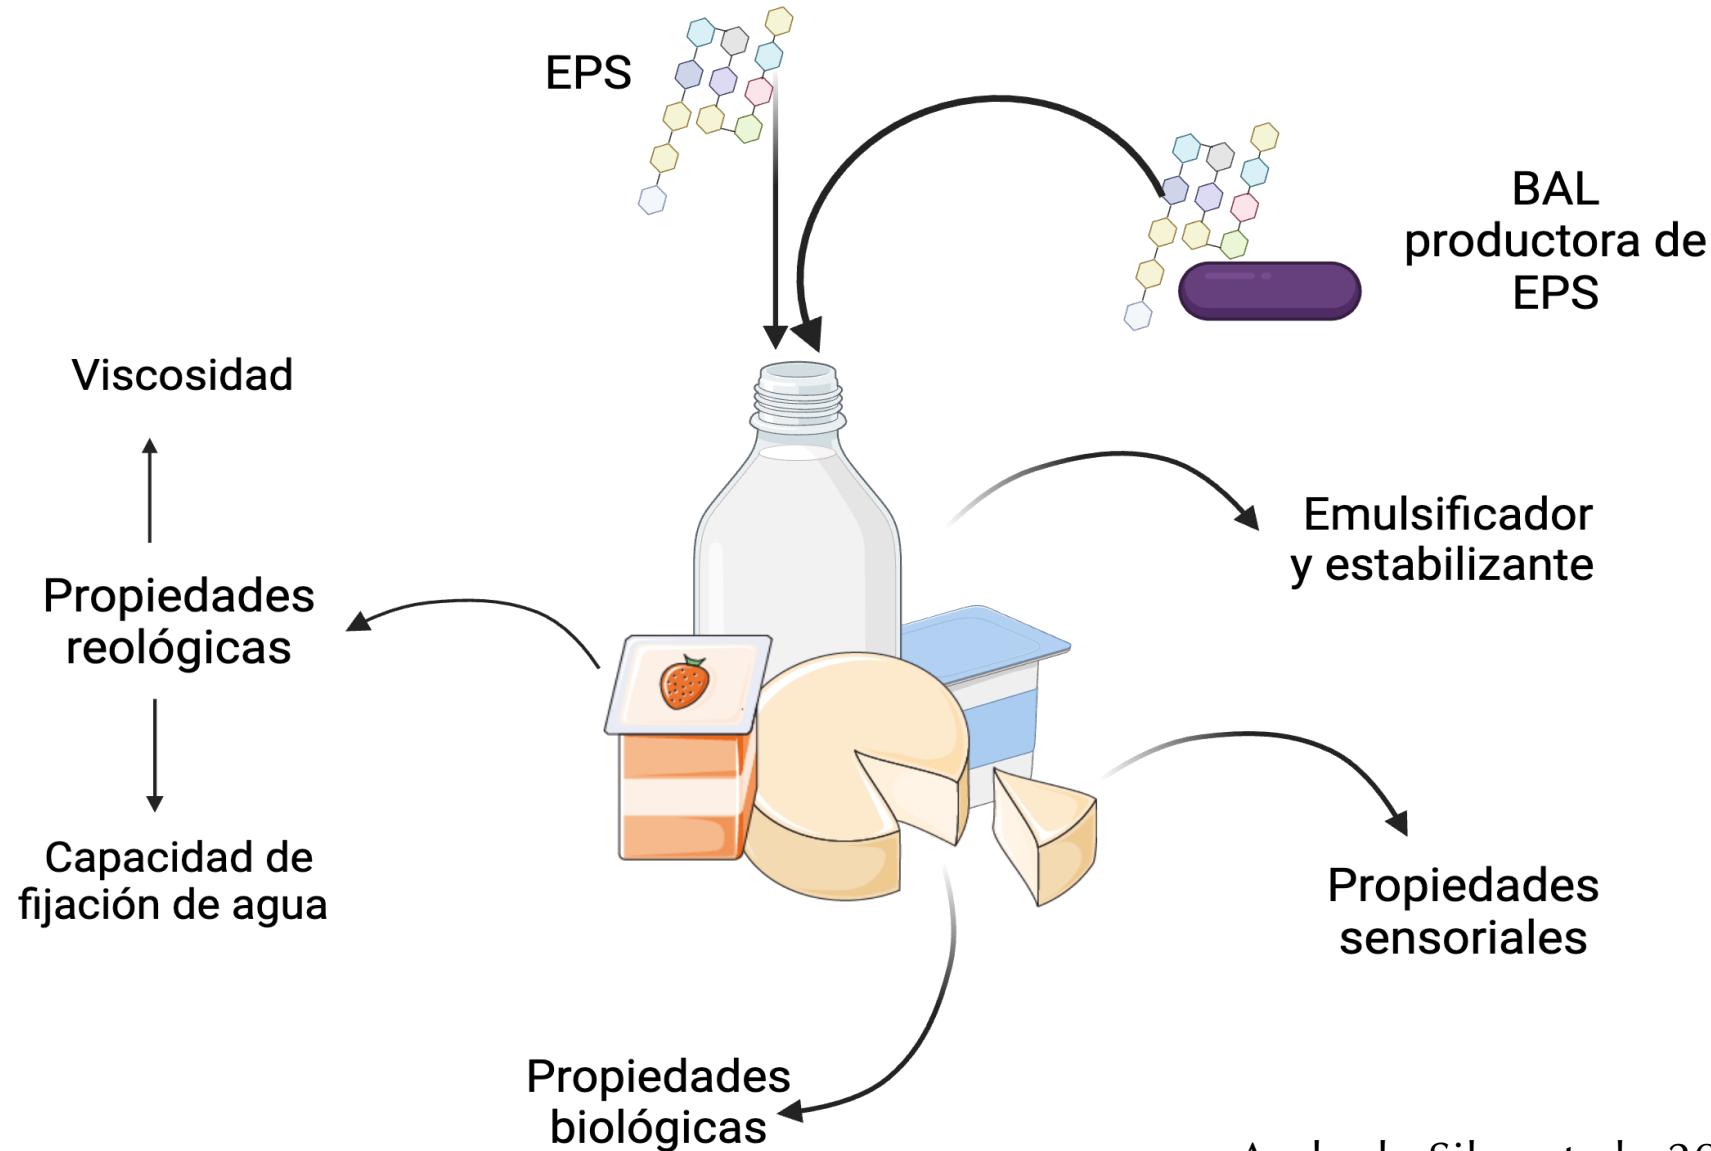 EPS
BAL
productora de
EPS
Viscosidad
Emulsificador
y estabilizante
Propiedades
reológicas
Capacidad de
fijación de agua
Propiedades
sensoriales
Propiedades
biológicas